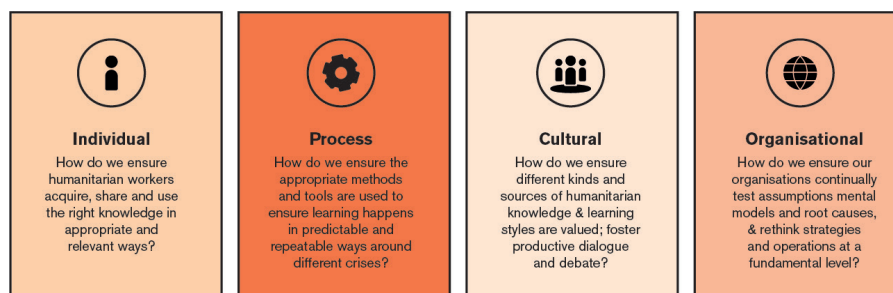 Individual
How do we ensure
humanitarian workers
acquire, share and use
the right knowledge in
appropriate and
relevant ways?
Process
How do we ensure the
appropriate methods
and tools are used to
ensure learning happens
in predictable and
repeatable ways around
different crises?
Cultural
How do we ensure
different kinds and
sources of humanitarian
knowledge & learning
styles are valued; foster
productive dialogue
and debate?
Organisational
How do we ensure our
organisations continually
test assumptions mental
models and root causes,
& rethink strategies
and operations at a
fundamental level?